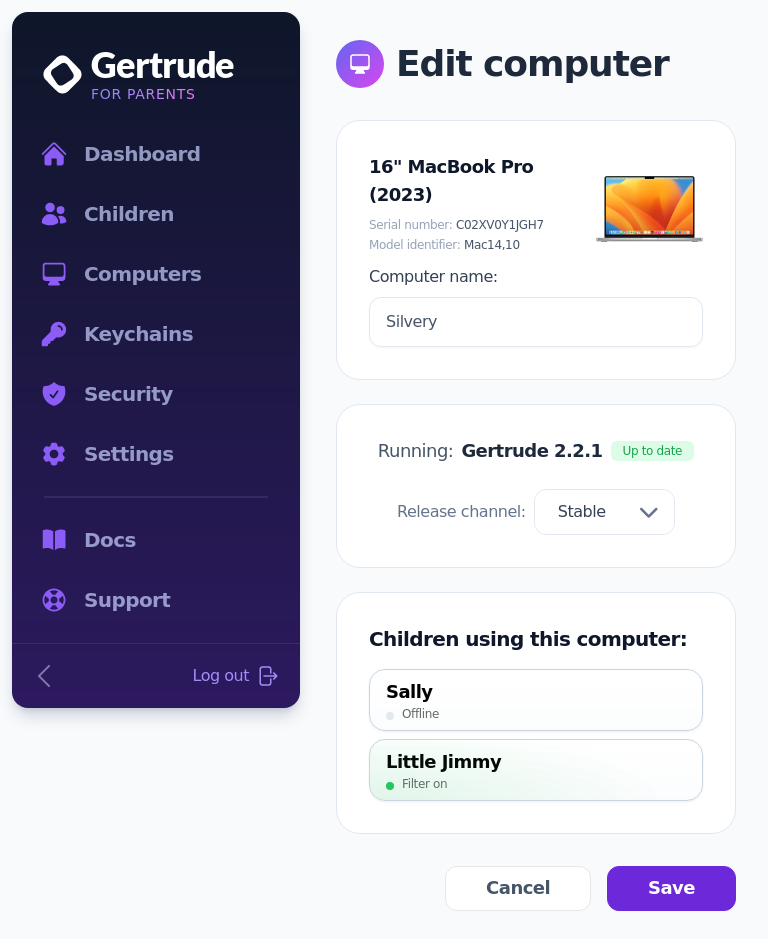 Gertrude
FOR PARENTS
Dashboard
Children
Computers
Keychains
Security
Settings
Docs
Support
Log out
Edit computer
16" MacBook Pro
(2023)
Serial number: C02XV0Y1JGH7
Model identifier: Mac14,10
Computer name:
Silvery
Running: Gertrude 2.2.1 Up to date
Release channel: Stable
Children using this computer:
Sally
Offline
Little Jimmy
Filter on
Cancel Save